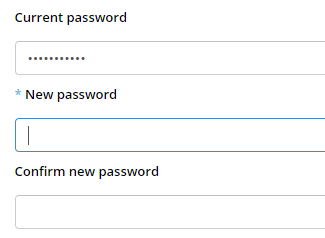 Current password
•••••••••••
* New password
Confirm new password